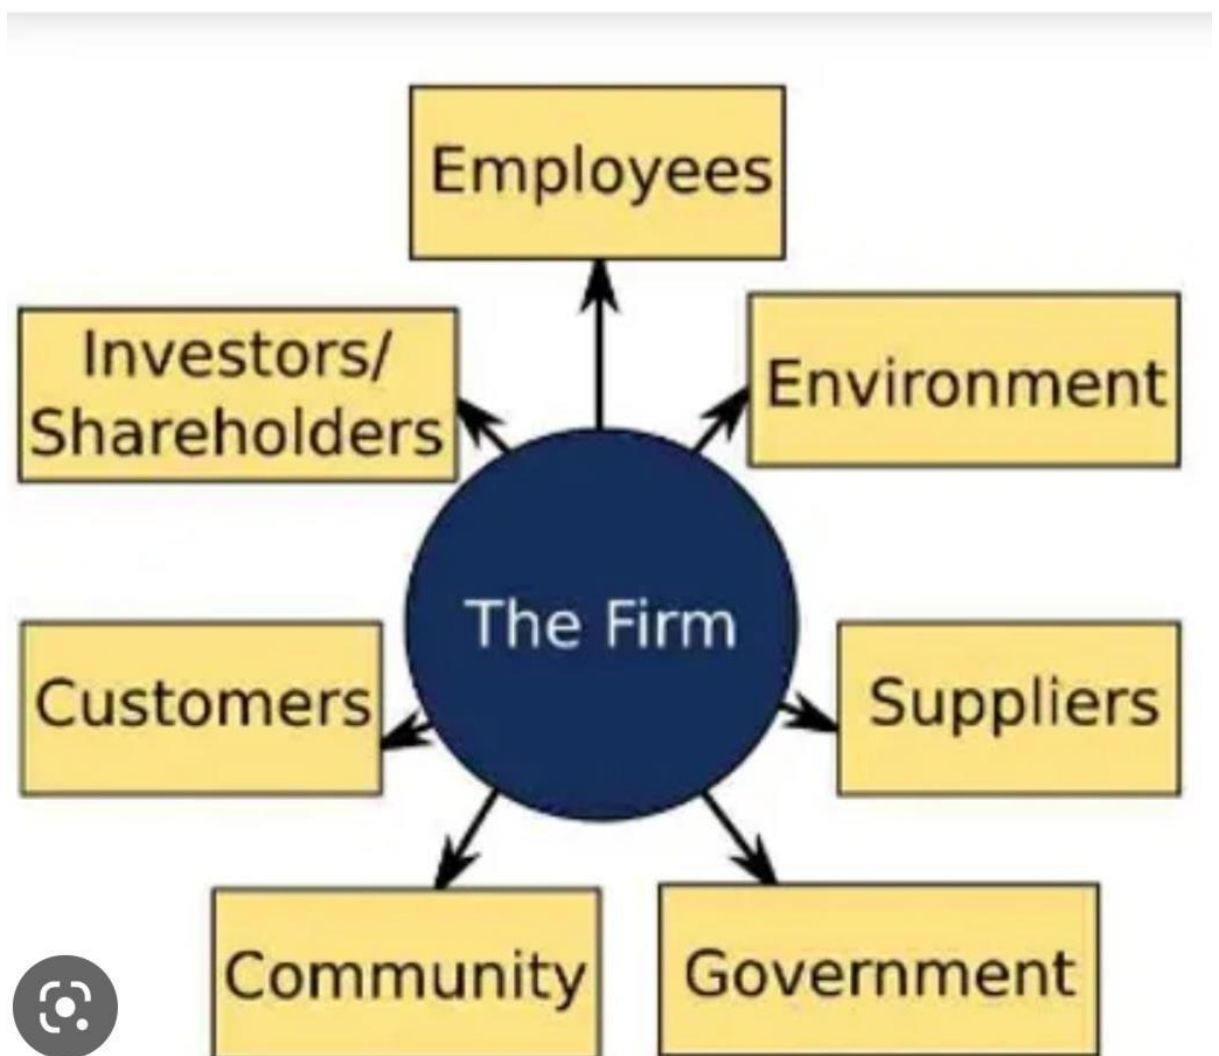 Employees
Investors/
Shareholders
Environment
The Firm
Customers
Suppliers
Community
Government